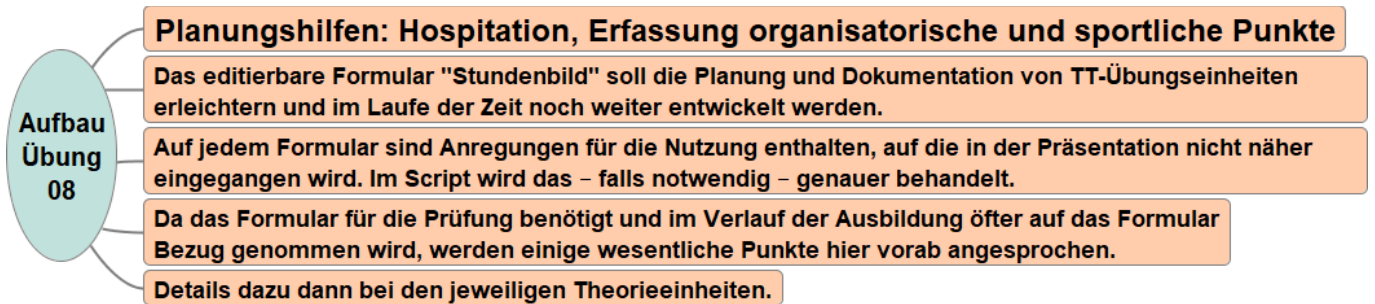 Planungshilfen: Hospitation, Erfassung organisatorische und sportliche Punkte
Das editierbare Formular "Stundenbild" soll die Planung und Dokumentation von TT-Übungseinheiten
erleichtern und im Laufe der Zeit noch weiter entwickelt werden.
Aufbau
Übung
08
Auf jedem Formular sind Anregungen für die Nutzung enthalten, auf die in der Präsentation nicht näher
eingegangen wird. Im Script wird das – falls notwendig – genauer behandelt.
Da das Formular für die Prüfung benötigt und im Verlauf der Ausbildung öfter auf das Formular
Bezug genommen wird, werden einige wesentliche Punkte hier vorab angesprochen.
Details dazu dann bei den jeweiligen Theorieeinheiten.